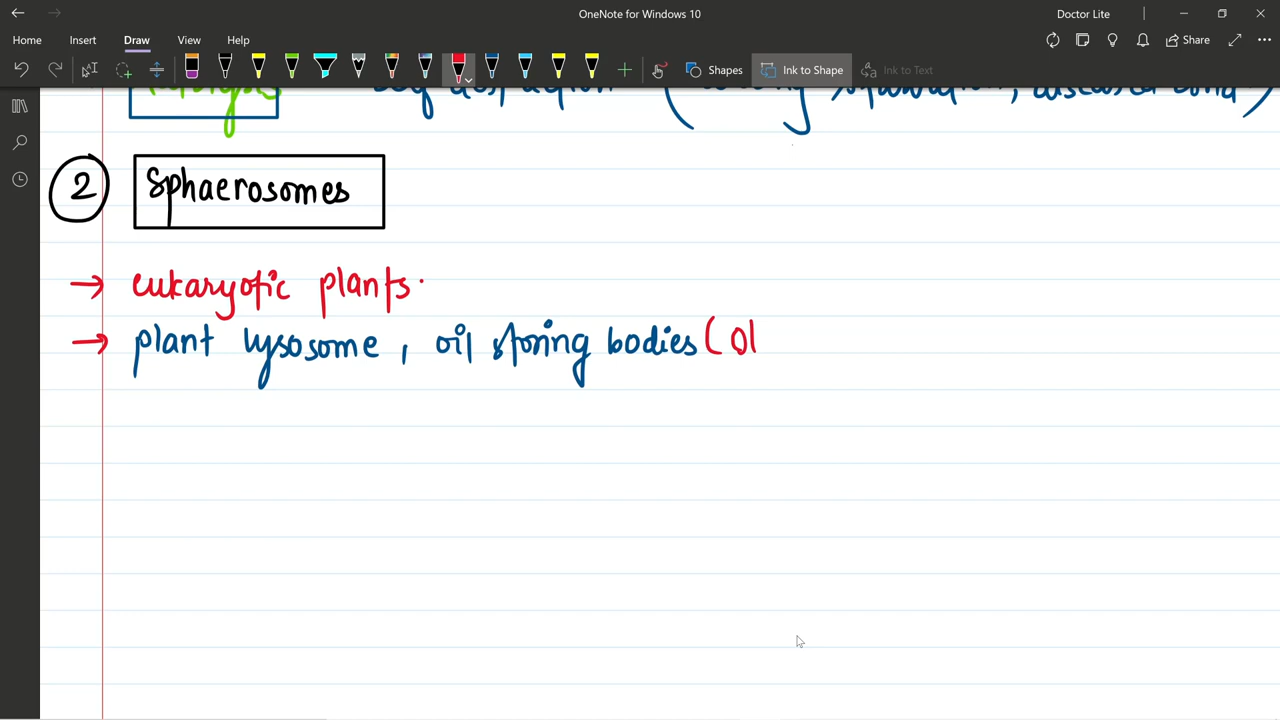 OneNote for Windows 10
Doctor Lite
Home Insert Draw View Help
Share
Shapes Ink to Shape Ink to Text
2 Sphaerosomes
→ eukaryotic plants.
→ plant lysosome, oil storing bodies ( Ol